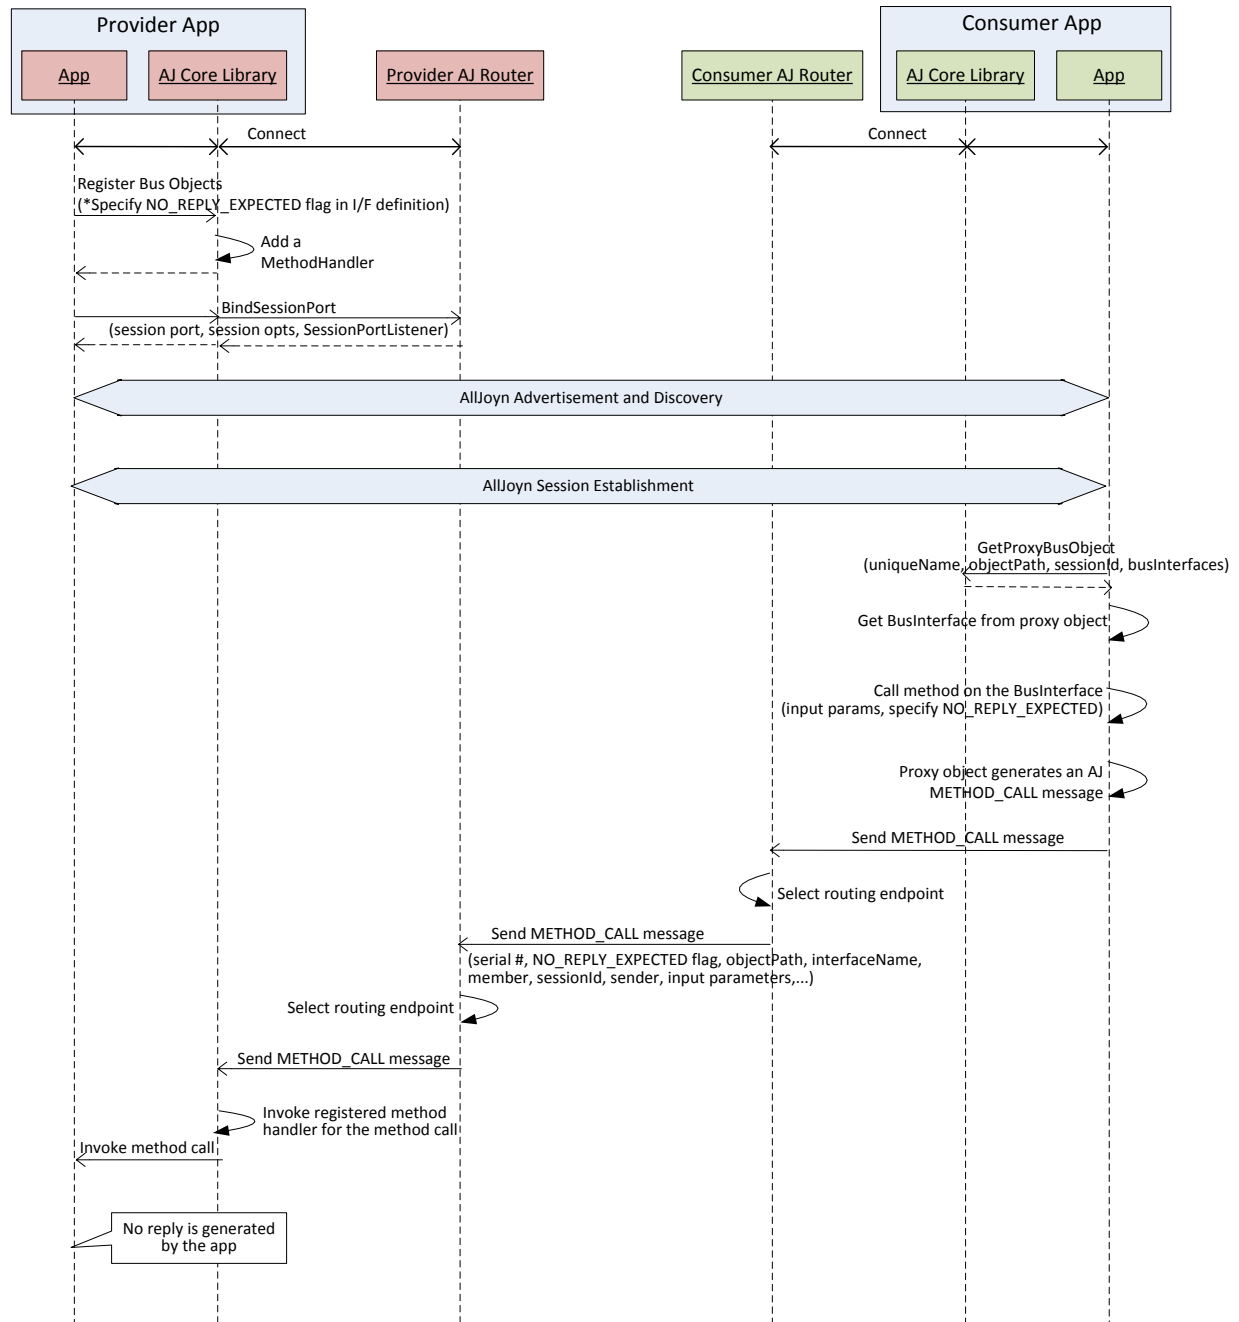 Provider App
Consumer App
App
AJ Core Library
Provider AJ Router
Consumer AJ Router
AJ Core Library
App
Connect
Connect
Register Bus Objects
(*Specify NO_REPLY_EXPECTED flag in I/F definition)
Add a
MethodHandler
BindSessionPort
(session port, session opts, SessionPortListener)
AllJoyn Advertisement and Discovery
AllJoyn Session Establishment
GetProxyBusObject
(uniqueName, objectPath, sessionId, busInterfaces)
Get BusInterface from proxy object
Call method on the BusInterface
(input params, specify NO_REPLY_EXPECTED)
Proxy object generates an AJ
METHOD_CALL message
Send METHOD_CALL message
Select routing endpoint
Send METHOD_CALL message
(serial #, NO_REPLY_EXPECTED flag, objectPath, interfaceName,
member, sessionId, sender, input parameters,...)
Select routing endpoint
Send METHOD_CALL message
Invoke registered method
handler for the method call
Invoke method call
No reply is generated
by the app